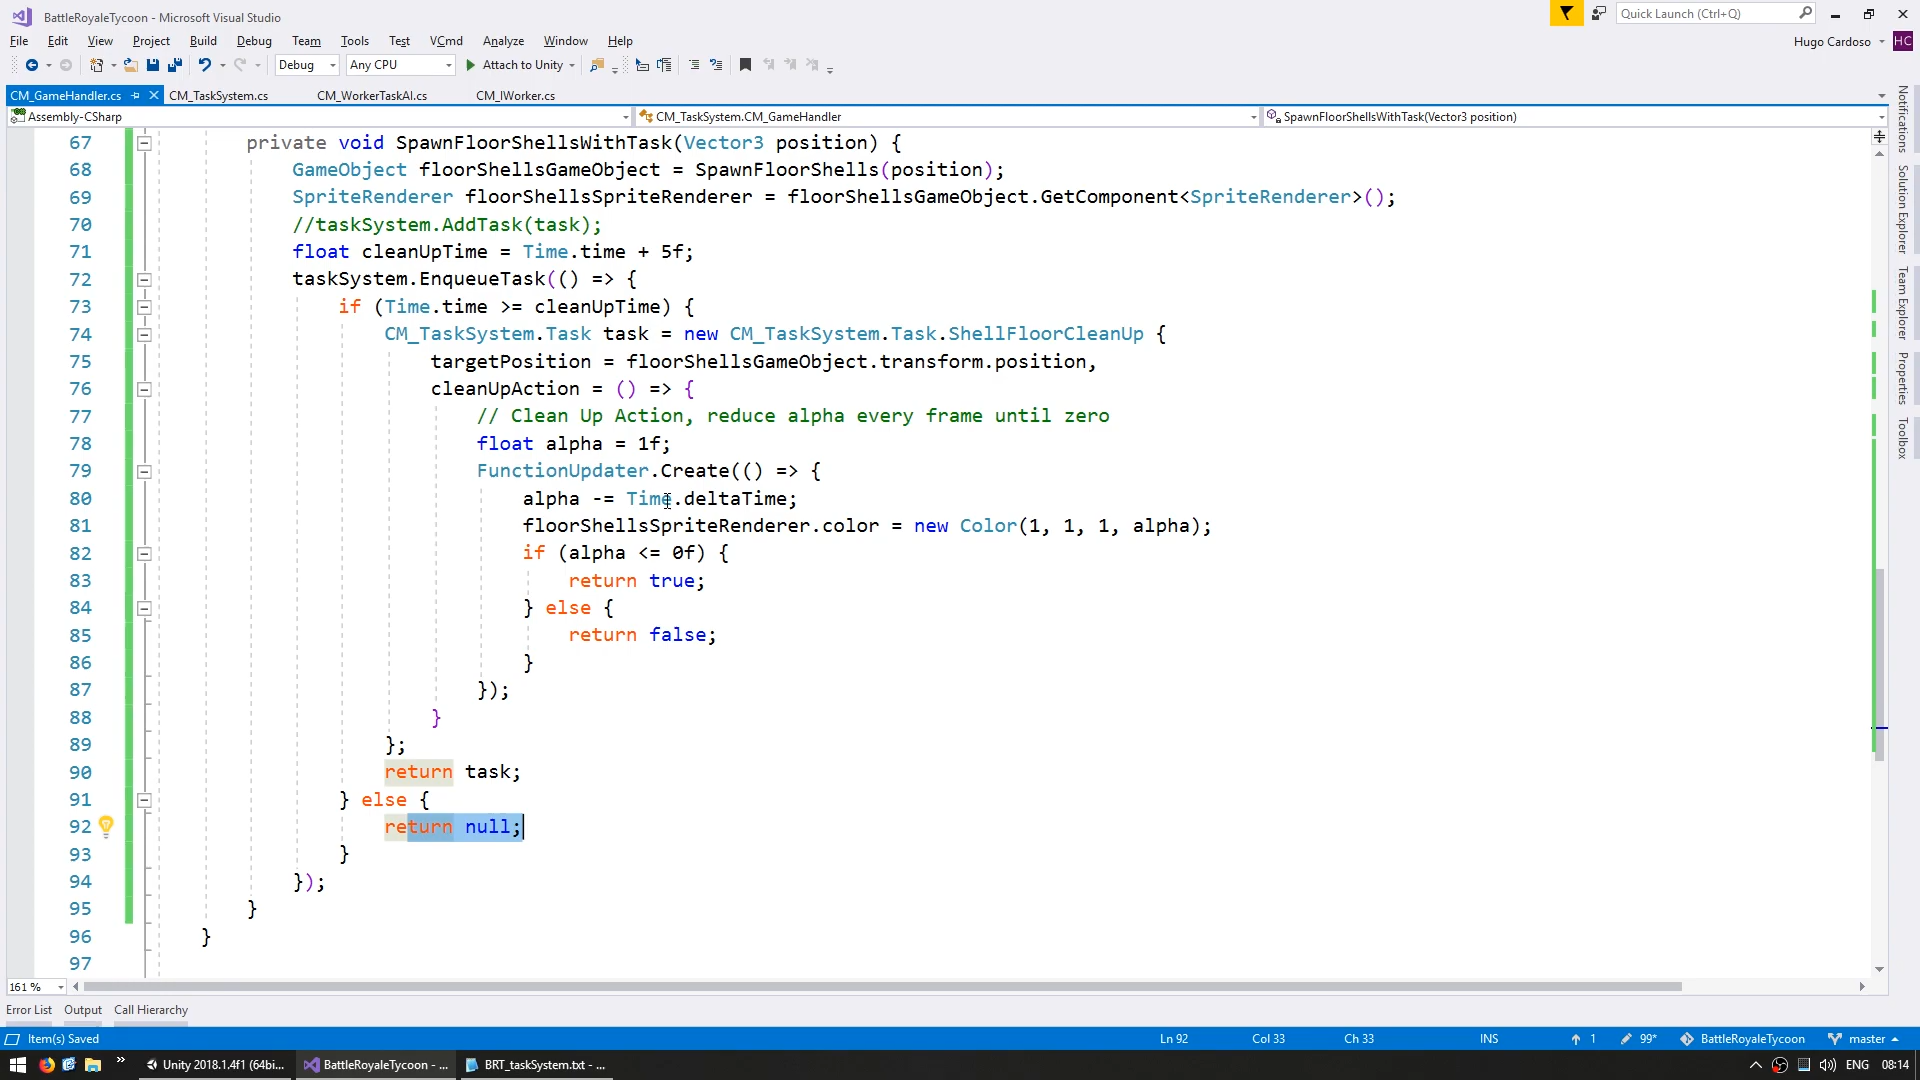 BattleRoyaleTycoon - Microsoft Visual Studio
Quick Launch (Ctrl+Q)
File Edit View Project Build Debug Team Tools Test VCmd Analyze Window Help
Hugo Cardoso HC
Debug Any CPU Attach to Unity
CM_GameHandler.cs CM_TaskSystem.cs CM_WorkerTaskAI.cs CM_IWorker.cs
Assembly-CSharp CM_TaskSystem.CM_GameHandler SpawnFloorShellsWithTask(Vector3 position)
67 private void SpawnFloorShellsWithTask(Vector3 position) {
68 GameObject floorShellsGameObject = SpawnFloorShells(position);
69 SpriteRenderer floorShellsSpriteRenderer = floorShellsGameObject.GetComponent<SpriteRenderer>();
70 //taskSystem.AddTask(task);
71 float cleanUpTime = Time.time + 5f;
72 taskSystem.EnqueueTask(() => {
73 if (Time.time >= cleanUpTime) {
74 CM_TaskSystem.Task task = new CM_TaskSystem.Task.ShellFloorCleanUp {
75 targetPosition = floorShellsGameObject.transform.position,
76 cleanUpAction = () => {
77 // Clean Up Action, reduce alpha every frame until zero
78 float alpha = 1f;
79 FunctionUpdater.Create(() => {
80 alpha -= Time.deltaTime;
81 floorShellsSpriteRenderer.color = new Color(1, 1, 1, alpha);
82 if (alpha <= 0f) {
83 return true;
84 } else {
85 return false;
86 }
87 });
88 }
89 };
90 return task;
91 } else {
92 return null;
93 }
94 });
95 }
96 }
97
161 %
Notifications
Solution Explorer
Team Explorer
Properties
Toolbox
Error List Output Call Hierarchy
Item(s) Saved Ln 92 Col 33 Ch 33 INS 1 99* BattleRoyaleTycoon master
Unity 2018.1.4f1 (64bi... BattleRoyaleTycoon - ... BRT_taskSystem.txt - ... ENG 08:14